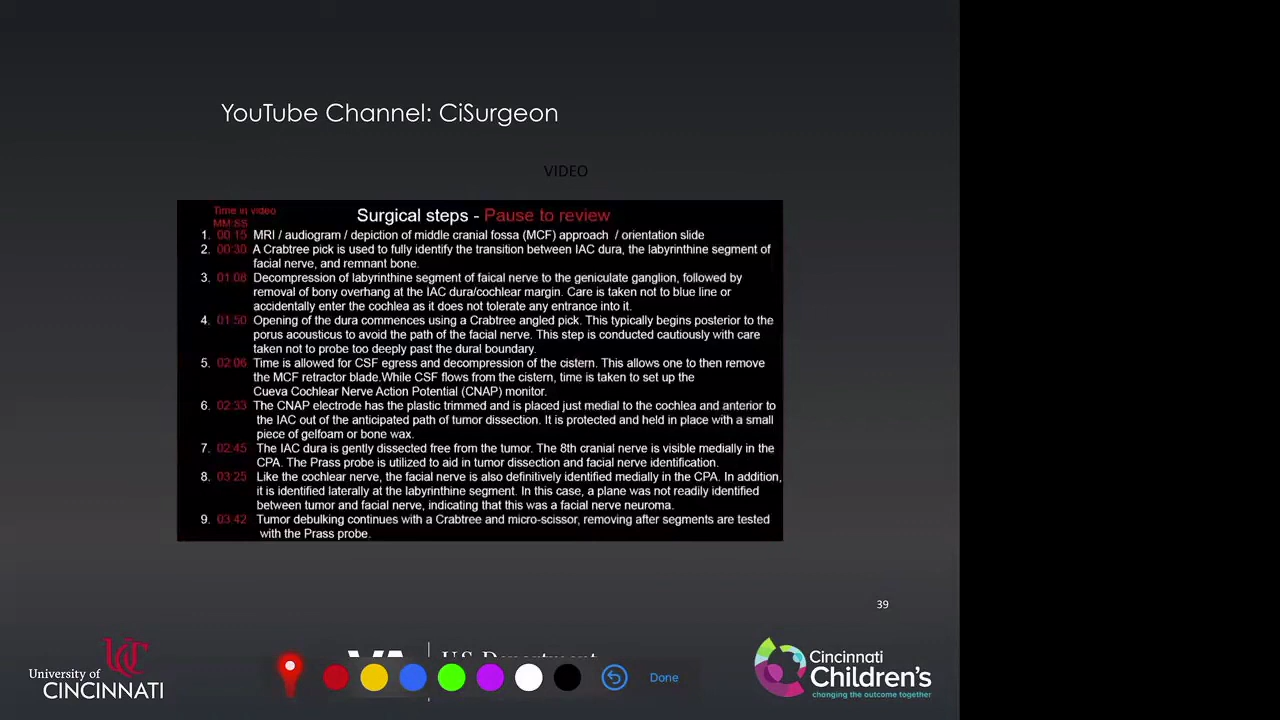 YouTube Channel: CiSurgeon
VIDEO
Time in video
MM:SS
Surgical steps - Pause to review
1. 00:15 MRI / audiogram / depiction of middle cranial fossa (MCF) approach / orientation slide
2. 00:30 A Crabtree pick is used to fully identify the transition between IAC dura, the labyrinthine segment of
facial nerve, and remnant bone.
3. 01:08 Decompression of labyrinthine segment of faical nerve to the geniculate ganglion, followed by
removal of bony overhang at the IAC dura/cochlear margin. Care is taken not to blue line or
accidentally enter the cochlea as it does not tolerate any entrance into it.
4. 01:50 Opening of the dura commences using a Crabtree angled pick. This typically begins posterior to the
porus acousticus to avoid the path of the facial nerve. This step is conducted cautiously with care
taken not to probe too deeply past the dural boundary.
5. 02:06 Time is allowed for CSF egress and decompression of the cistern. This allows one to then remove
the MCF retractor blade.While CSF flows from the cistern, time is taken to set up the
Cueva Cochlear Nerve Action Potential (CNAP) monitor.
6. 02:33 The CNAP electrode has the plastic trimmed and is placed just medial to the cochlea and anterior to
the IAC out of the anticipated path of tumor dissection. It is protected and held in place with a small
piece of gelfoam or bone wax.
7. 02:45 The IAC dura is gently dissected free from the tumor. The 8th cranial nerve is visible medially in the
CPA. The Prass probe is utilized to aid in tumor dissection and facial nerve identification.
8. 03:25 Like the cochlear nerve, the facial nerve is also definitively identified medially in the CPA. In addition,
it is identified laterally at the labyrinthine segment. In this case, a plane was not readily identified
between tumor and facial nerve, indicating that this was a facial nerve neuroma.
9. 03:42 Tumor debulking continues with a Crabtree and micro-scissor, removing after segments are tested
with the Prass probe.
39
University of
CINCINNATI
VA
U.S. Department
Done
Cincinnati
Children's
changing the outcome together